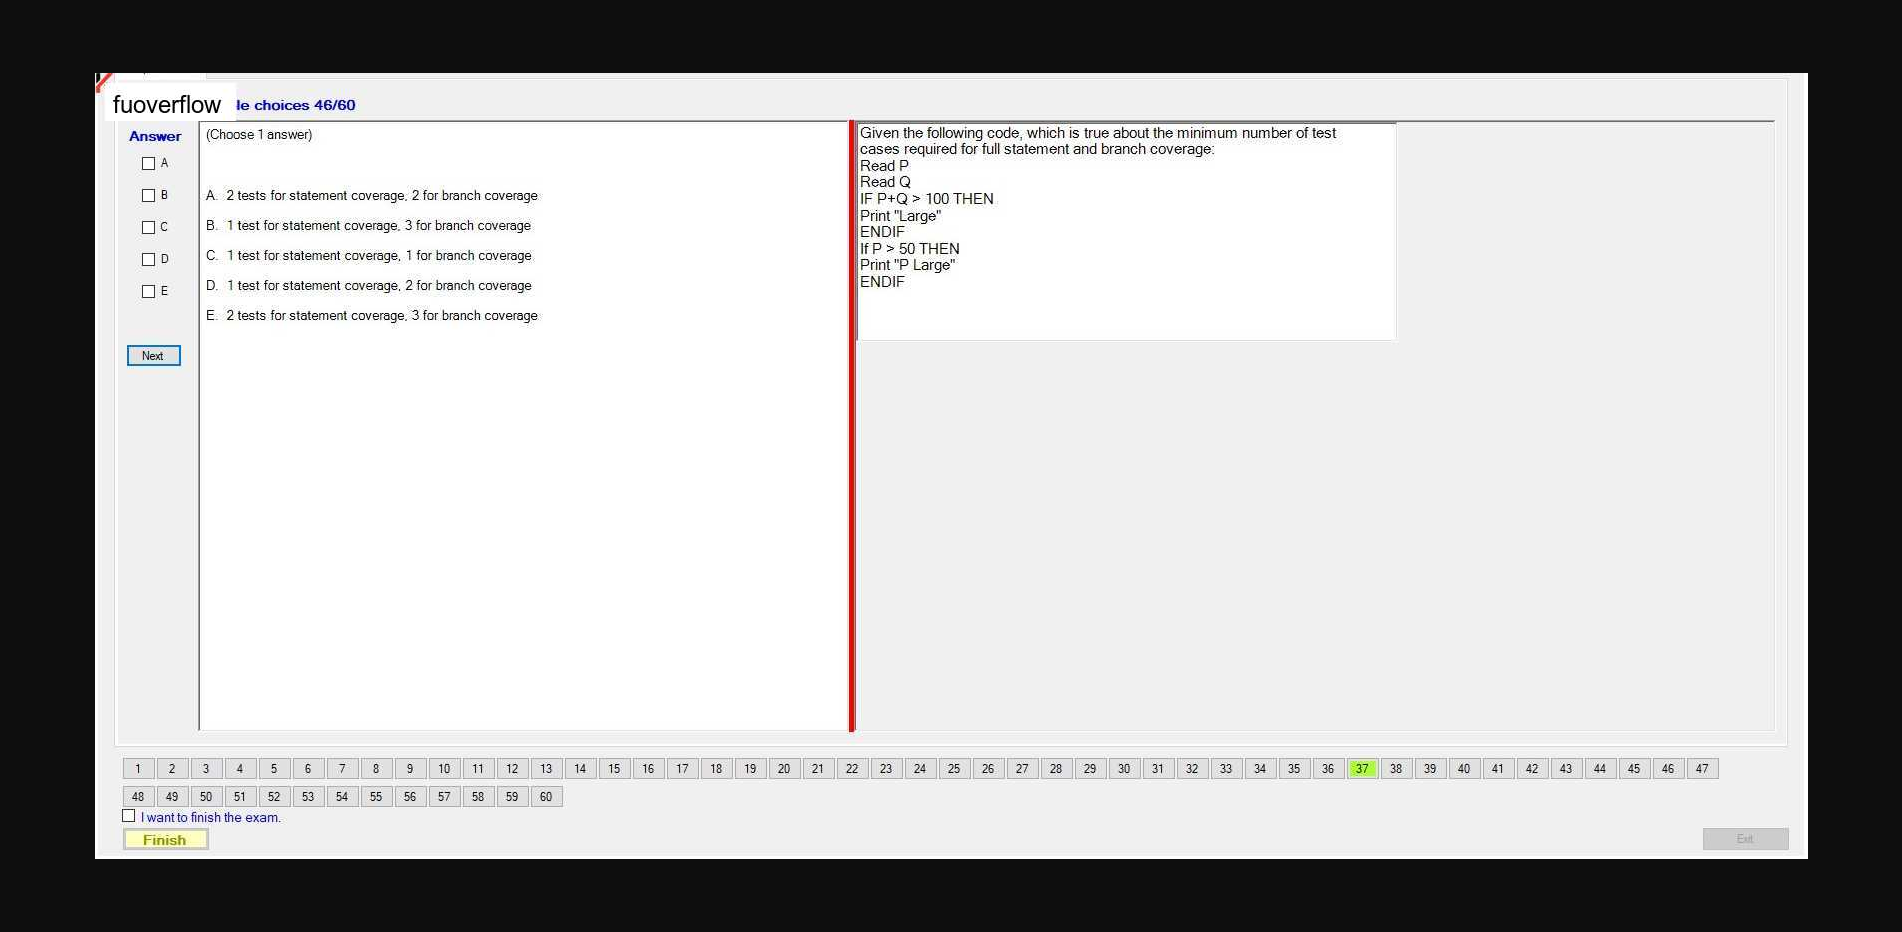 fuoverflow
le choices 46/60
Answer
(Choose 1 answer)
A
B
C
D
E
Next
A. 2 tests for statement coverage, 2 for branch coverage
B. 1 test for statement coverage, 3 for branch coverage
C. 1 test for statement coverage, 1 for branch coverage
D. 1 test for statement coverage, 2 for branch coverage
E. 2 tests for statement coverage, 3 for branch coverage
Given the following code, which is true about the minimum number of test
cases required for full statement and branch coverage:
Read P
Read Q
IF P+Q > 100 THEN
Print "Large"
ENDIF
If P > 50 THEN
Print "P Large"
ENDIF
1 2 3 4 5 6 7 8 9 10 11 12 13 14 15 16 17 18 19 20 21 22 23 24 25 26 27 28 29 30 31 32 33 34 35 36 37 38 39 40 41 42 43 44 45 46 47
48 49 50 51 52 53 54 55 56 57 58 59 60
I want to finish the exam.
Finish
Exit